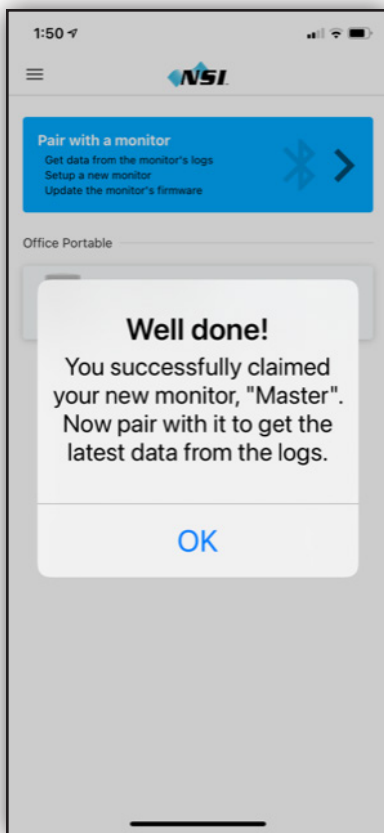 1:50
NSI
Pair with a monitor
Get data from the monitor's logs
Setup a new monitor
Update the monitor's firmware
Office Portable
Well done!
You successfully claimed
your new monitor, "Master".
Now pair with it to get the
latest data from the logs.
OK